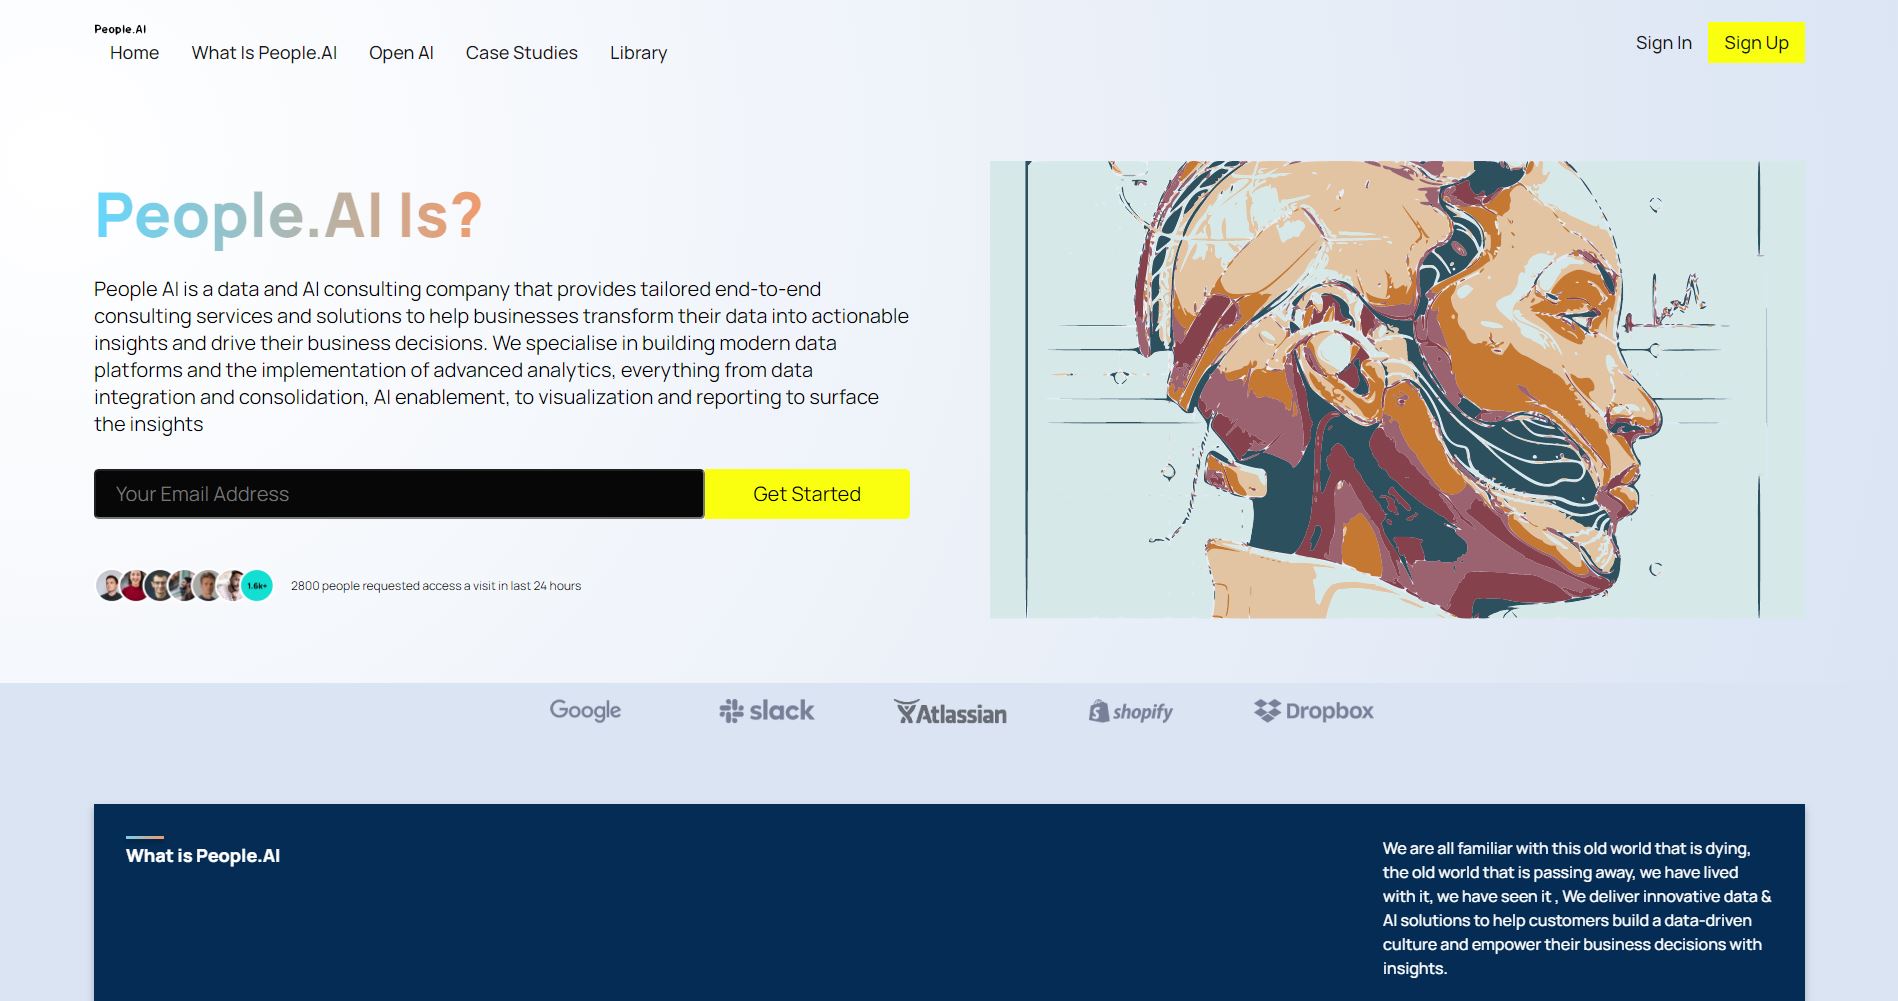 People.AI
Home What Is People.AI Open AI Case Studies Library
Sign In Sign Up
People.AI Is?
People AI is a data and AI consulting company that provides tailored end-to-end
consulting services and solutions to help businesses transform their data into actionable
insights and drive their business decisions. We specialise in building modern data
platforms and the implementation of advanced analytics, everything from data
integration and consolidation, AI enablement, to visualization and reporting to surface
the insights
Your Email Address
Get Started
1.6k+
2800 people requested access a visit in last 24 hours
Google slack Atlassian shopify Dropbox
What is People.AI
We are all familiar with this old world that is dying,
the old world that is passing away, we have lived
with it, we have seen it , We deliver innovative data &
AI solutions to help customers build a data-driven
culture and empower their business decisions with
insights.